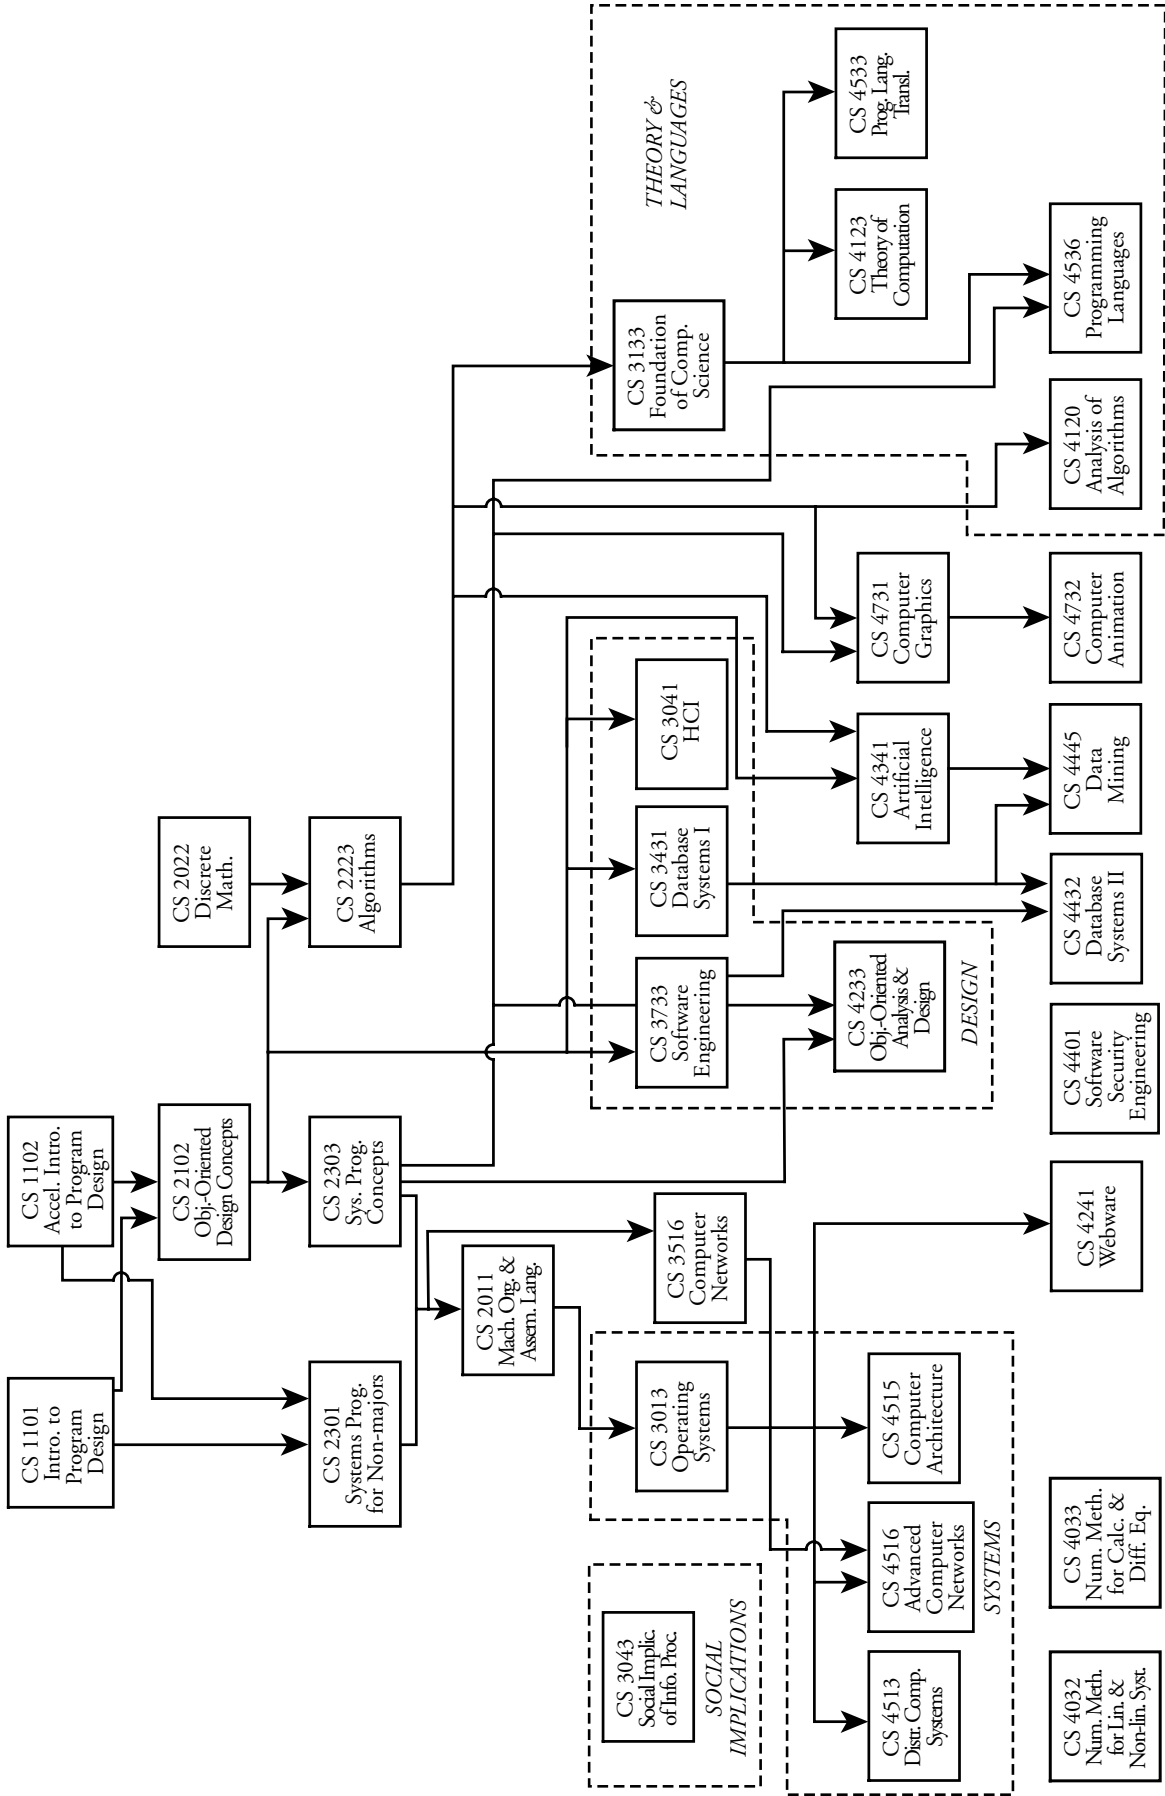 CS 1101
Intro. to
Program
Design
CS 1102
Accel. Intro.
to Program
Design
CS 2102
Obj.-Oriented
Design Concepts
CS 2022
Discrete
Math.
CS 2301
Systems Prog.
for Non-majors
CS 2303
Sys. Prog.
Concepts
CS 2223
Algorithms
CS 2011
Mach. Org. &
Assem. Lang.
CS 3043
Social Implic.
of Info. Proc.
SOCIAL
IMPLICATIONS
CS 3013
Operating
Systems
CS 3516
Computer
Networks
CS 3733
Software
Engineering
CS 3431
Database
Systems I
CS 3041
HCI
CS 3133
Foundation
of Comp.
Science
THEORY &
LANGUAGES
CS 4513
Distr. Comp.
Systems
CS 4516
Advanced
Computer
Networks
CS 4515
Computer
Architecture
SYSTEMS
CS 4233
Obj.-Oriented
Analysis &
Design
DESIGN
CS 4341
Artificial
Intelligence
CS 4731
Computer
Graphics
CS 4123
Theory of
Computation
CS 4533
Prog. Lang.
Transl.
CS 4032
Num. Meth.
for Lin. &
Non-lin. Syst.
CS 4033
Num. Meth.
for Calc. &
Diff. Eq.
CS 4241
Webware
CS 4401
Software
Security
Engineering
CS 4432
Database
Systems II
CS 4445
Data
Mining
CS 4732
Computer
Animation
CS 4120
Analysis of
Algorithms
CS 4536
Programming
Languages